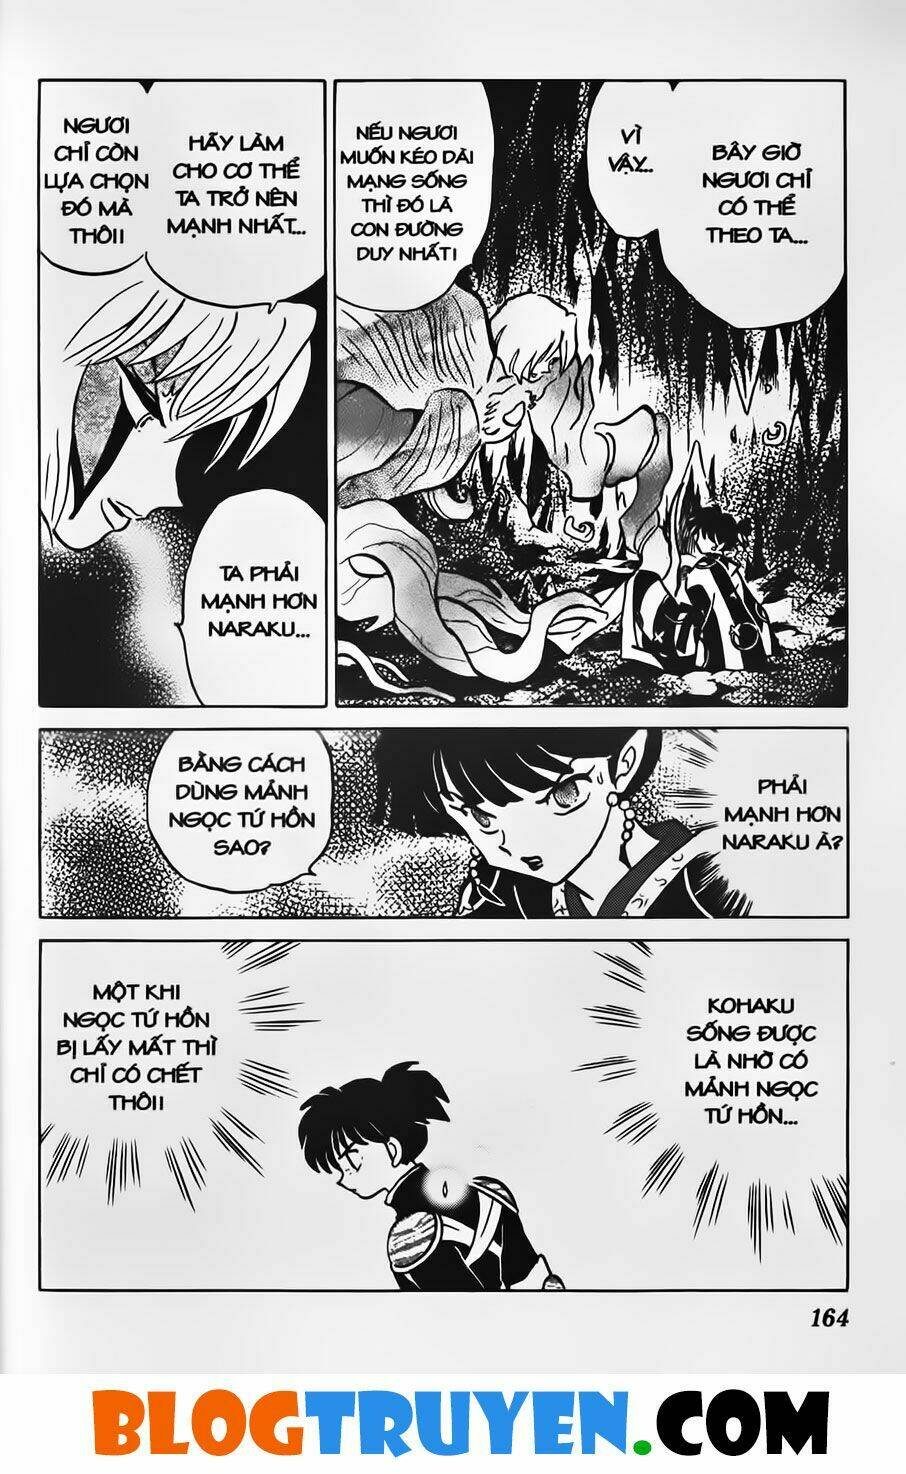 BÂY GIỜ
NGƯƠI CHỈ
CÓ THỂ
THEO TA...
VÌ
VẬY...
NẾU NGƯƠI
MUỐN KÉO DÀI
MẠNG SỐNG
THÌ ĐÓ LÀ
CON ĐƯỜNG
DUY NHẤT!
HÃY LÀM
CHO CƠ THỂ
TA TRỞ NÊN
MẠNH NHẤT...
NGƯƠI
CHỈ CÒN
LỰA CHỌN
ĐÓ MÀ
THÔI!
TA PHẢI
MẠNH HƠN
NARAKU...
PHẢI
MẠNH HƠN
NARAKU À?
BẰNG CÁCH
DÙNG MẢNH
NGỌC TỨ HỒN
SAO?
KOHAKU
SỐNG ĐƯỢC
LÀ NHỜ CÓ
MẢNH NGỌC
TỨ HỒN...
MỘT KHI
NGỌC TỨ HỒN
BỊ LẤY MẤT THÌ
CHỈ CÓ CHẾT
THÔI!
164
BLOGTRUYEN.COM